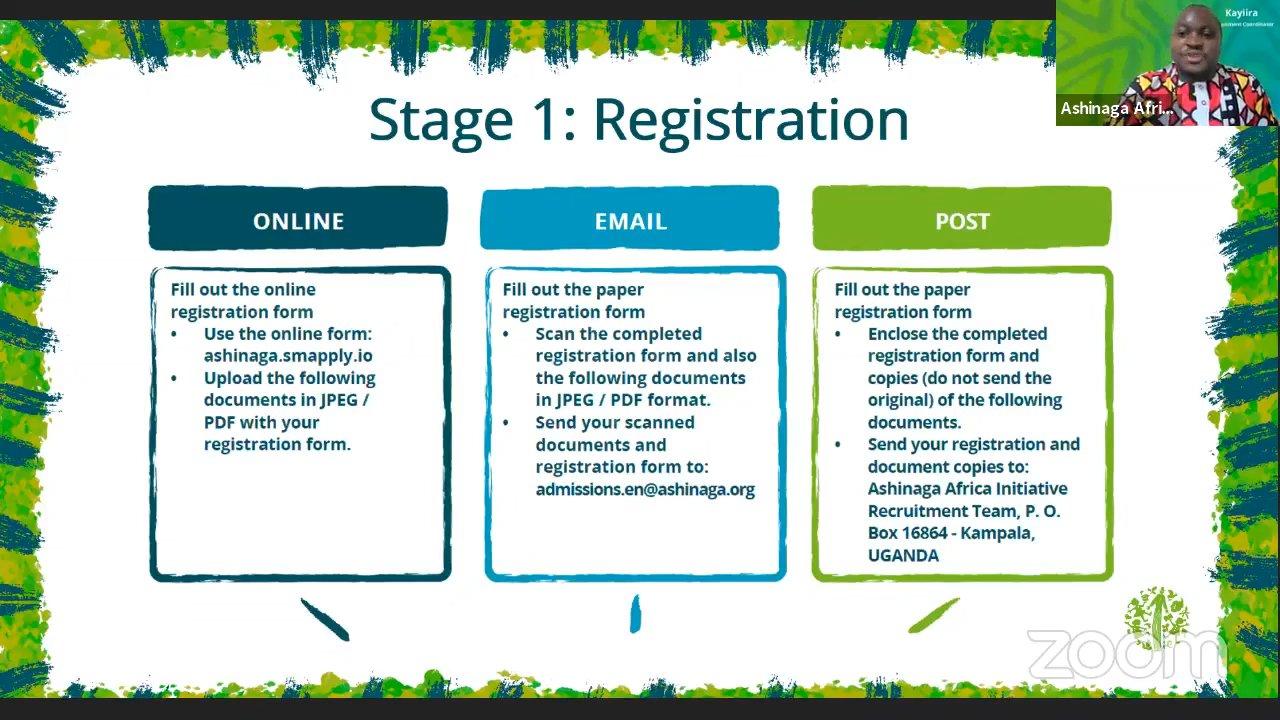 Kayiira
Ashinaga Afri...
Stage 1: Registration
ONLINE
Fill out the online
registration form
• Use the online form:
ashinaga.smapply.io
• Upload the following
documents in JPEG /
PDF with your
registration form.
EMAIL
Fill out the paper
registration form
• Scan the completed
registration form and also
the following documents
in JPEG / PDF format.
• Send your scanned
documents and
registration form to:
admissions.en@ashinaga.org
POST
Fill out the paper
registration form
• Enclose the completed
registration form and
copies (do not send the
original) of the following
documents.
• Send your registration and
document copies to:
Ashinaga Africa Initiative
Recruitment Team, P. O.
Box 16864 - Kampala,
UGANDA
zoom